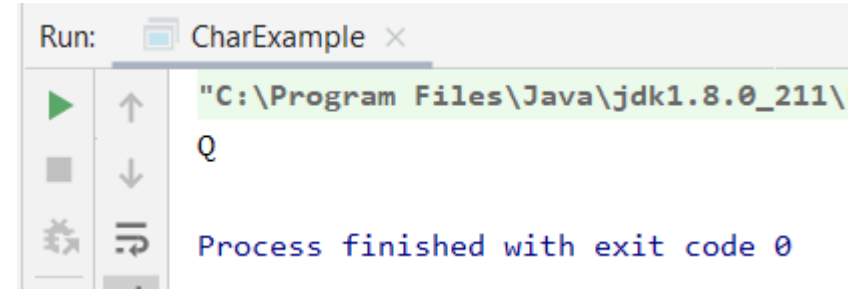 Run: CharExample
"C:\Program Files\Java\jdk1.8.0_211\
Q
Process finished with exit code 0